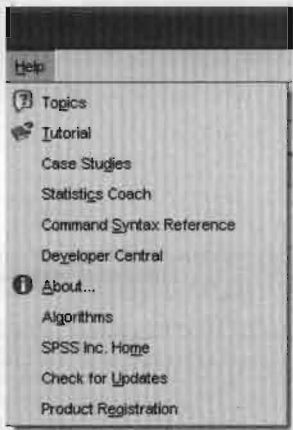 Help
Topics
Tutorial
Case Studies
Statistics Coach
Command Syntax Reference
Developer Central
About...
Algorithms
SPSS Inc. Home
Check for Updates
Product Registration